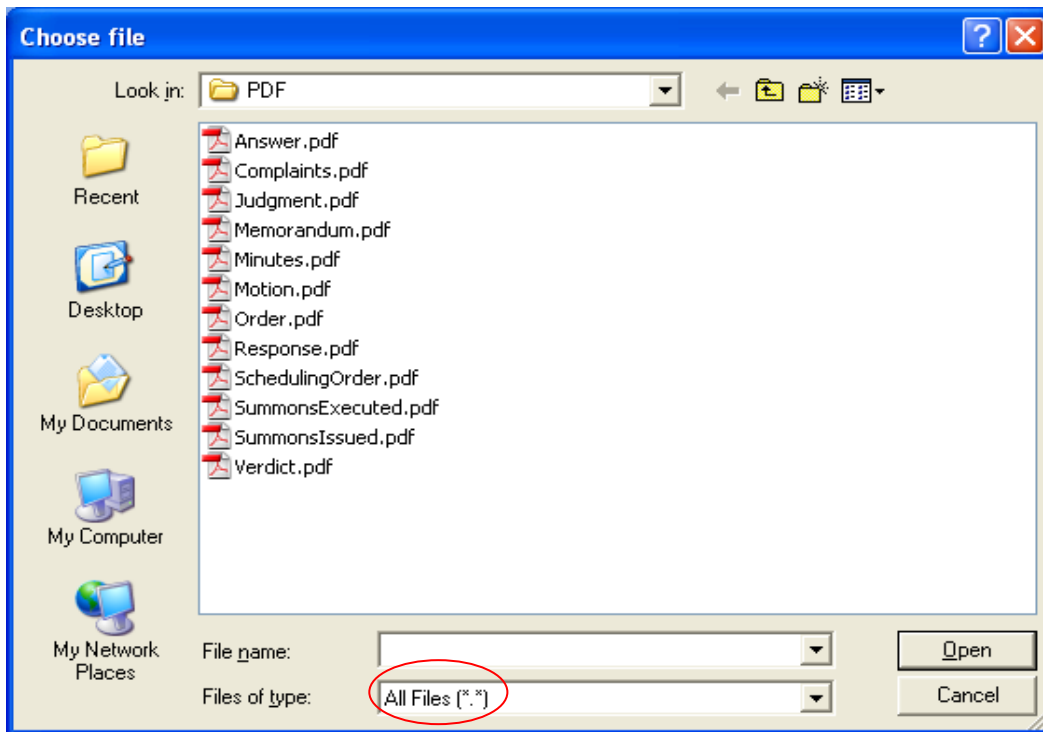 Choose file
Look in:
PDF
Recent
Desktop
My Documents
My Computer
My Network
Places
Answer.pdf
Complaints.pdf
Judgment.pdf
Memorandum.pdf
Minutes.pdf
Motion.pdf
Order.pdf
Response.pdf
SchedulingOrder.pdf
SummonsExecuted.pdf
SummonsIssued.pdf
Verdict.pdf
File name:
Open
Files of type:
All Files (*.*)
Cancel